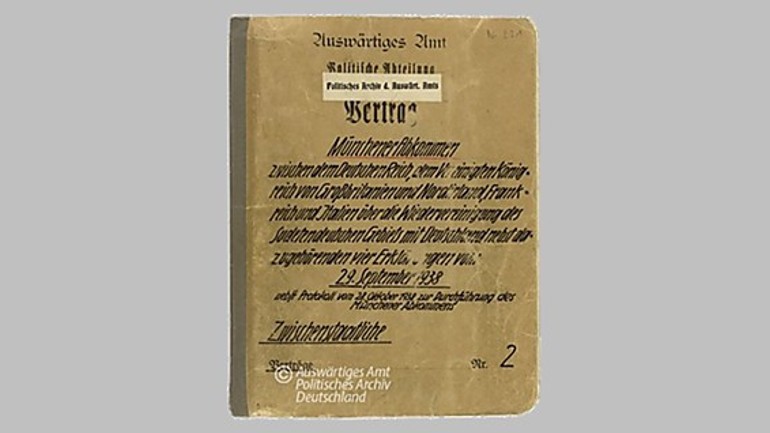 Auswärtiges Amt
Politische Abteilung
Politisches Archiv d. Auswärt. Amts
Vertrag
Münchener Abkommen
zwischen dem Deutschen Reich, dem Vereinigten König-
reich von Großbritannien und Nordirland, Frank-
reich und Italien über die Wiedervereinigung des
Sudetendeutschen Gebiets mit Deutschland nebst da-
zugehörenden vier Erklärungen vom
29. September 1938
nebst Protokoll vom Oktober 1938 zur Durchführung des
Münchener Abkommens
Zwischenstaatliche
Verträge Nr. 2
© Auswärtiges Amt
Politisches Archiv
Deutschland